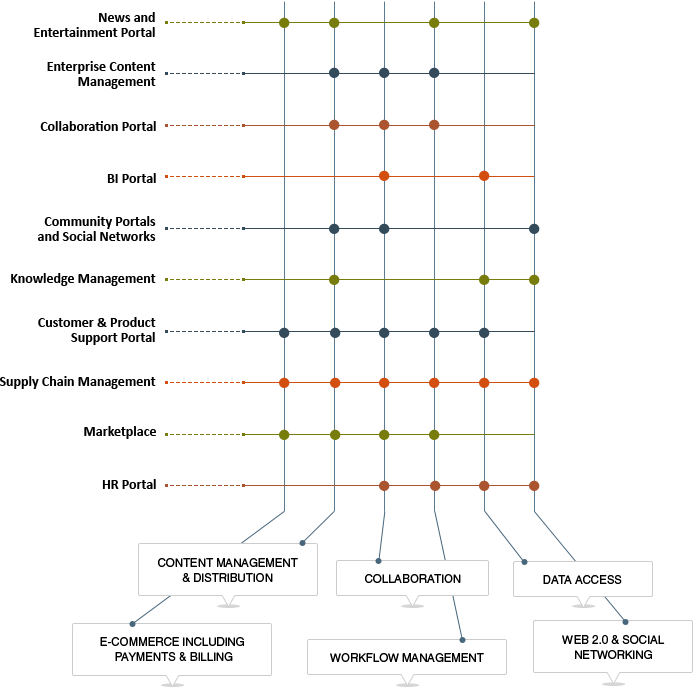 News and
Entertainment Portal
Enterprise Content
Management
Collaboration Portal
BI Portal
Community Portals
and Social Networks
Knowledge Management
Customer & Product
Support Portal
Supply Chain Management
Marketplace
HR Portal
CONTENT MANAGEMENT
& DISTRIBUTION
COLLABORATION
DATA ACCESS
E-COMMERCE INCLUDING
PAYMENTS & BILLING
WORKFLOW MANAGEMENT
WEB 2.0 & SOCIAL
NETWORKING